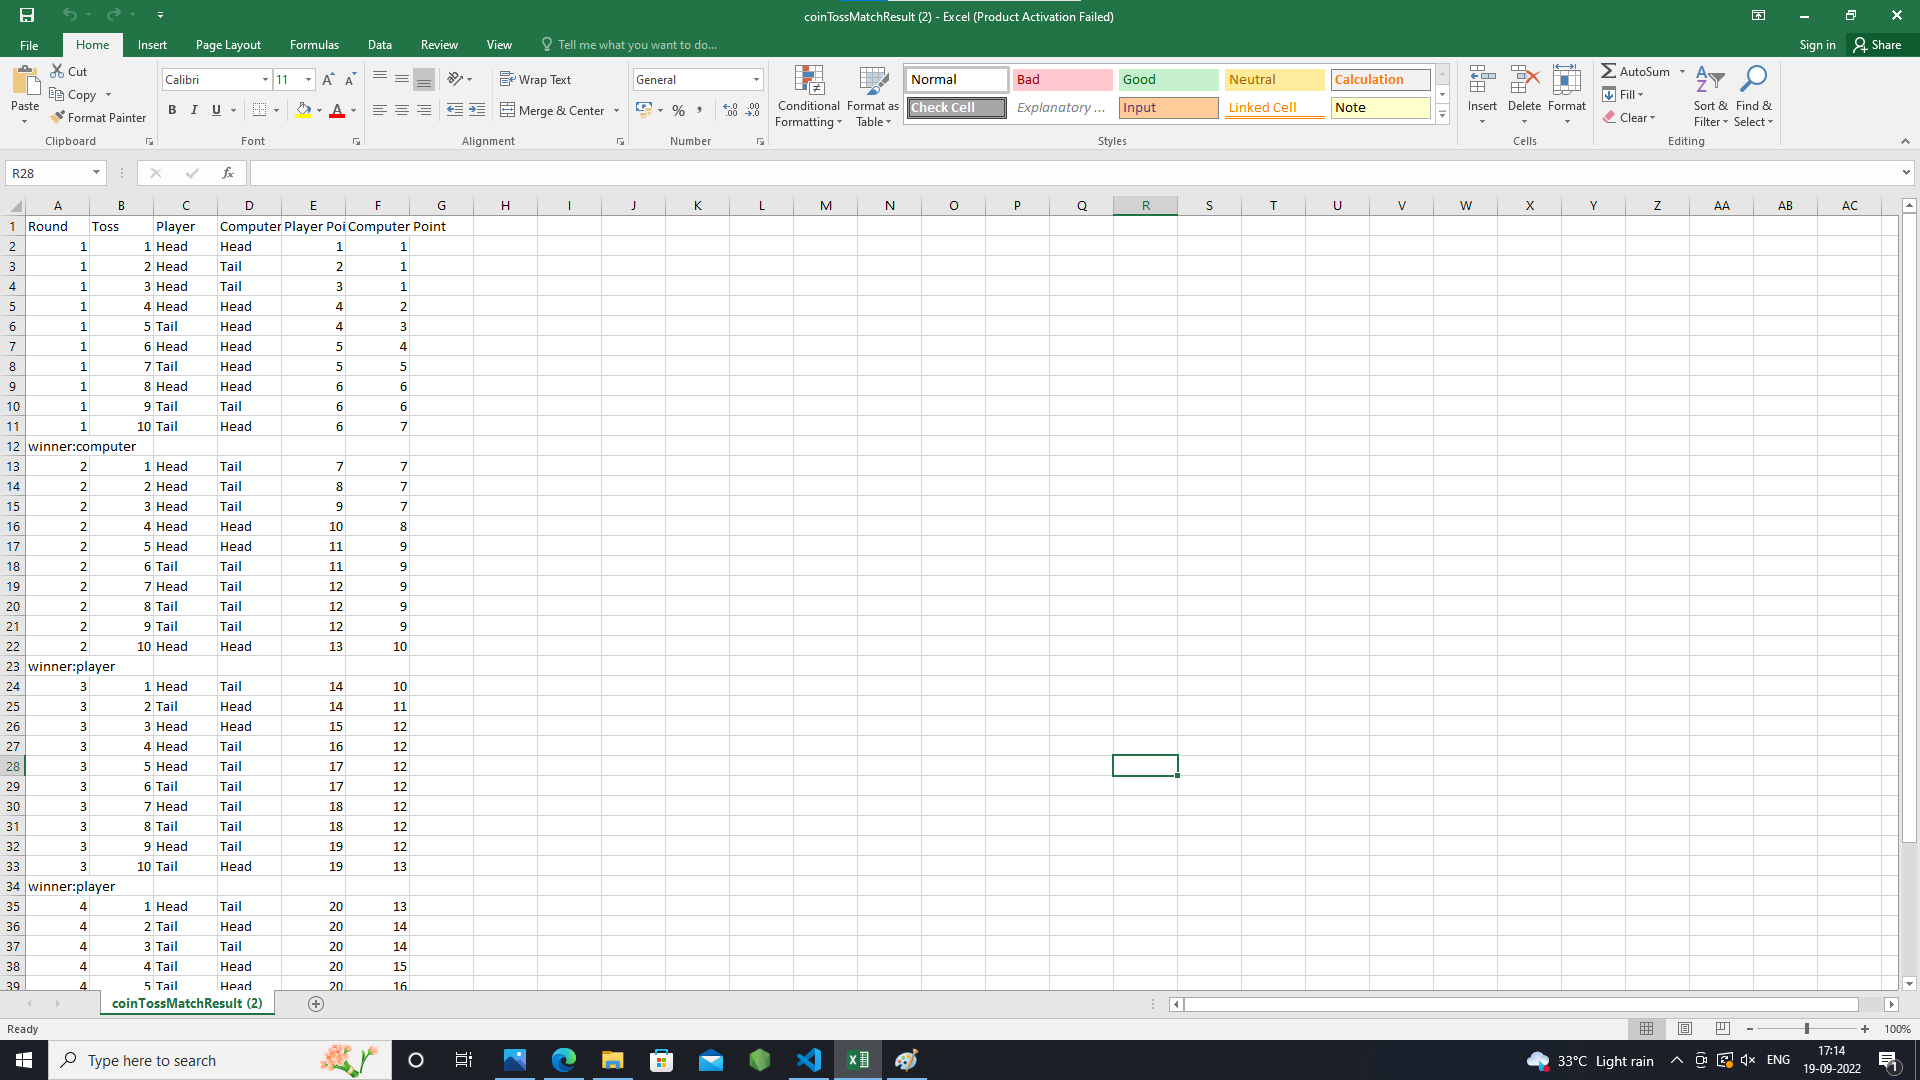 coinTossMatchResult (2) - Excel (Product Activation Failed)
File Home Insert Page Layout Formulas Data Review View Tell me what you want to do... Sign in Share
Paste Cut Copy Format Painter Clipboard
Calibri 11 B I U A Font
Wrap Text Merge & Center Alignment
General % Number
Conditional Formatting Format as Table
Normal Bad Good Neutral Calculation
Check Cell Explanatory ... Input Linked Cell Note
Styles
Insert Delete Format Cells
AutoSum Fill Clear Sort & Filter Find & Select Editing
R28 fx
A B C D E F G H I J K L M N O P Q R S T U V W X Y Z AA AB AC
1 Round Toss Player Computer Player Poi Computer Point
2 1 1 Head Head 1 1
3 1 2 Head Tail 2 1
4 1 3 Head Tail 3 1
5 1 4 Head Head 4 2
6 1 5 Tail Head 4 3
7 1 6 Head Head 5 4
8 1 7 Tail Head 5 5
9 1 8 Head Head 6 6
10 1 9 Tail Tail 6 6
11 1 10 Tail Head 6 7
12 winner:computer
13 2 1 Head Tail 7 7
14 2 2 Head Tail 8 7
15 2 3 Head Tail 9 7
16 2 4 Head Head 10 8
17 2 5 Head Head 11 9
18 2 6 Tail Tail 11 9
19 2 7 Head Tail 12 9
20 2 8 Tail Tail 12 9
21 2 9 Tail Tail 12 9
22 2 10 Head Head 13 10
23 winner:player
24 3 1 Head Tail 14 10
25 3 2 Tail Head 14 11
26 3 3 Head Head 15 12
27 3 4 Head Tail 16 12
28 3 5 Head Tail 17 12
29 3 6 Tail Tail 17 12
30 3 7 Head Tail 18 12
31 3 8 Tail Tail 18 12
32 3 9 Head Tail 19 12
33 3 10 Tail Head 19 13
34 winner:player
35 4 1 Head Tail 20 13
36 4 2 Tail Head 20 14
37 4 3 Tail Tail 20 14
38 4 4 Tail Head 20 15
39 4 5 Tail Head 20 16
coinTossMatchResult (2)
Ready 100%
Type here to search 33°C Light rain ENG 17:14
19-09-2022 1